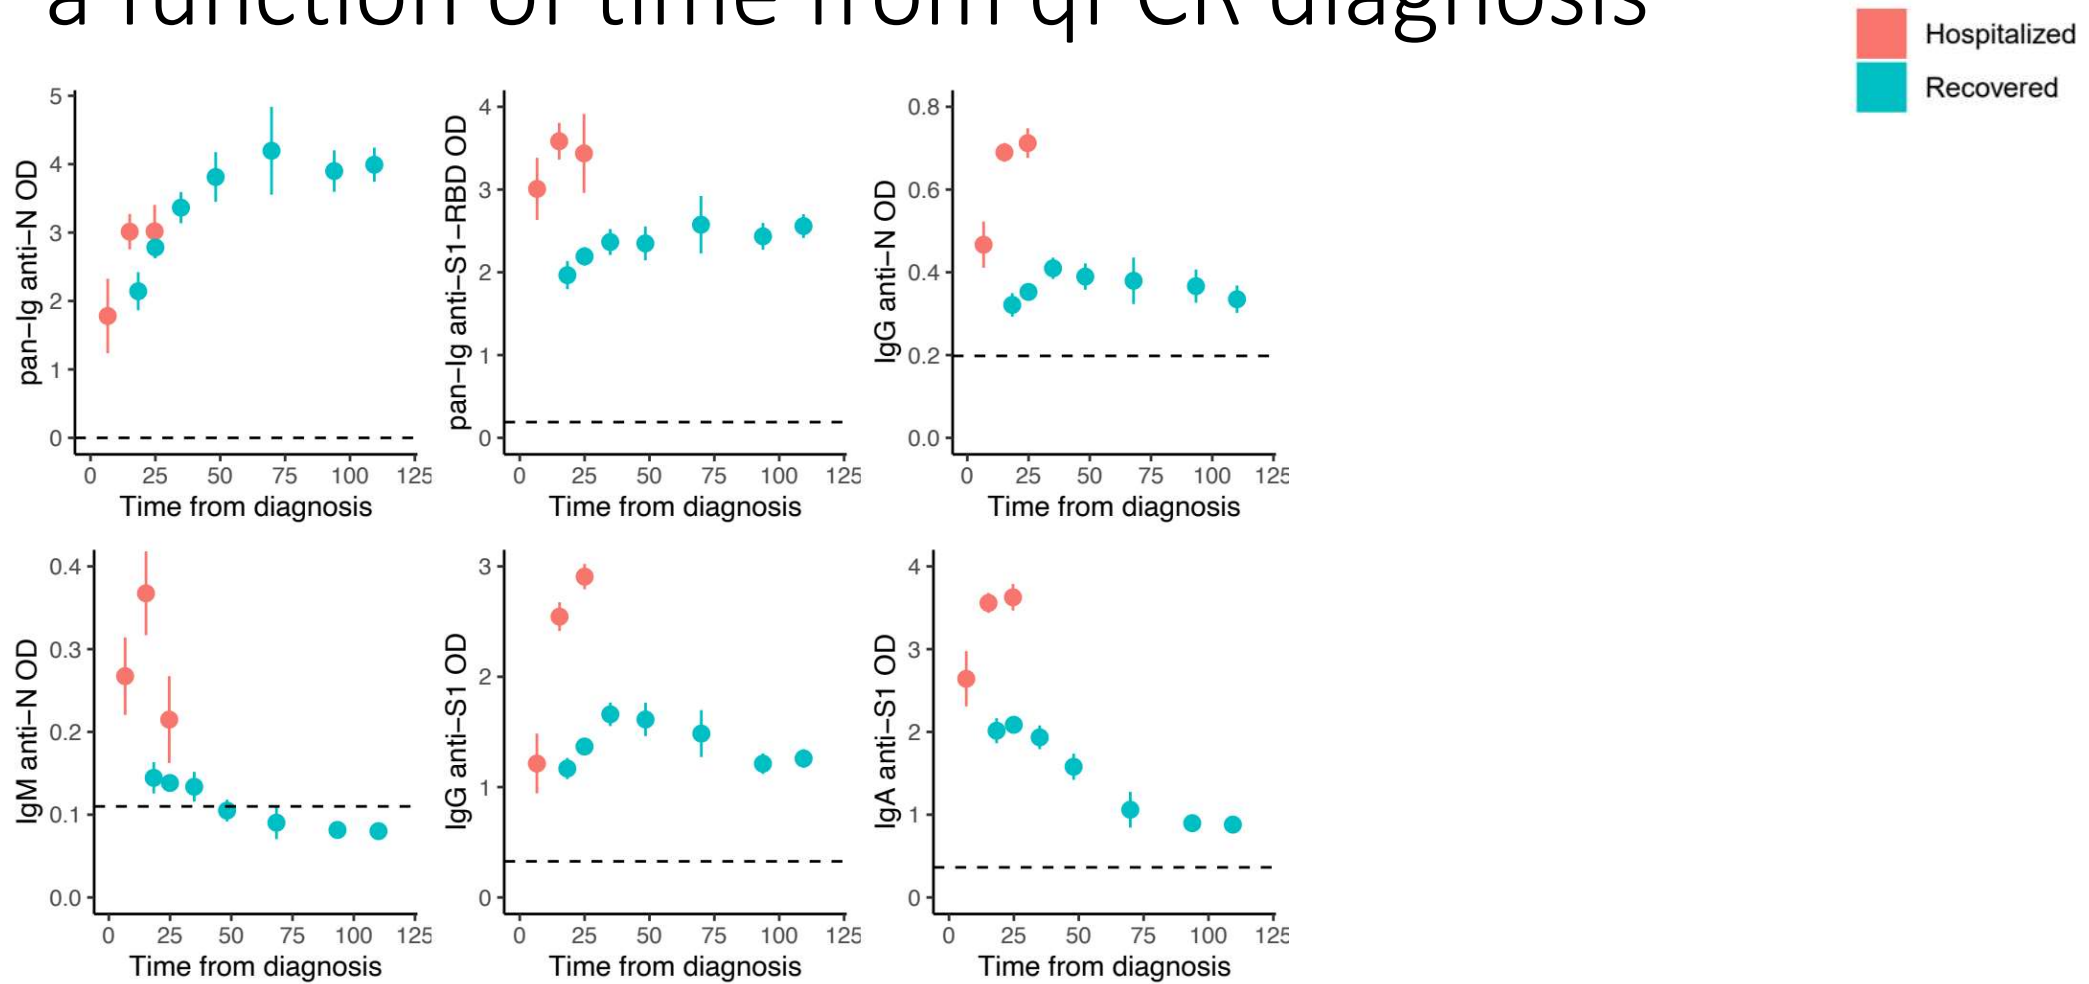 a function of time from qPCR diagnosis
Hospitalized
Recovered
pan-Ig anti-N OD
5
4
3
2
1
0
0 25 50 75 100 125
Time from diagnosis
pan-Ig anti-S1-RBD OD
4
3
2
1
0
0 25 50 75 100 125
Time from diagnosis
IgG anti-N OD
0.8
0.6
0.4
0.2
0.0
0 25 50 75 100 125
Time from diagnosis
IgM anti-N OD
0.4
0.3
0.2
0.1
0.0
0 25 50 75 100 125
Time from diagnosis
IgG anti-S1 OD
3
2
1
0
0 25 50 75 100 125
Time from diagnosis
IgA anti-S1 OD
4
3
2
1
0
0 25 50 75 100 125
Time from diagnosis